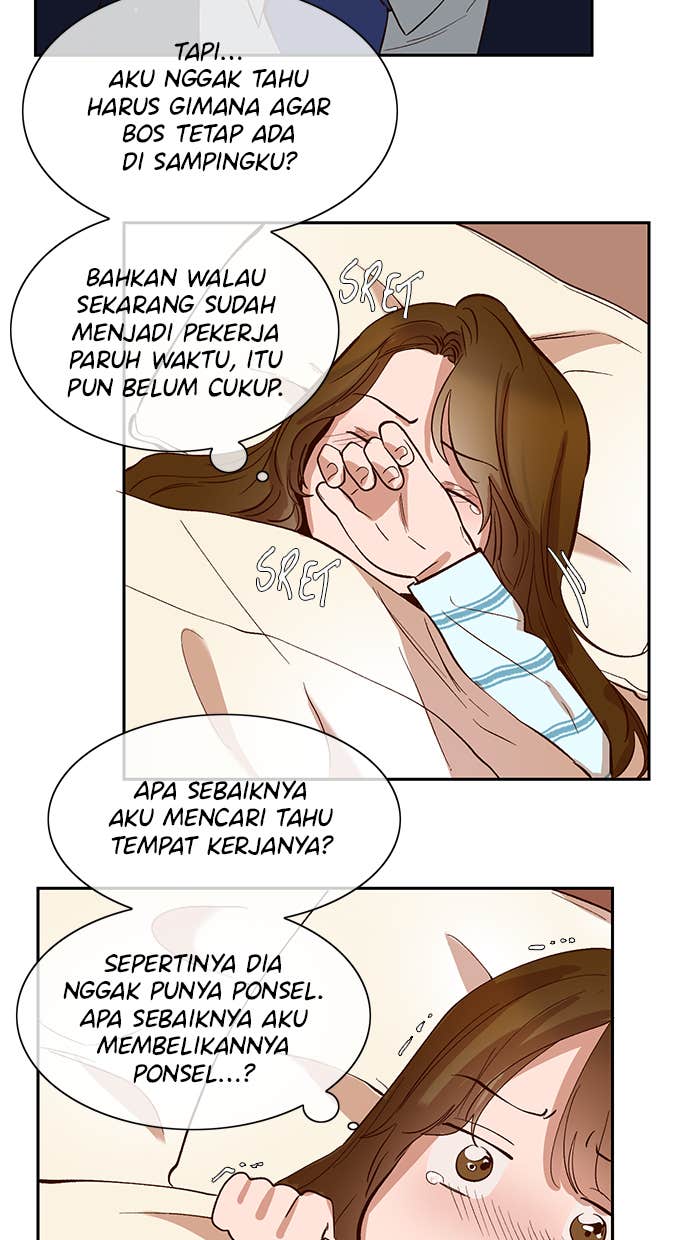 TAPI...
AKU NGGAK TAHU
HARUS GIMANA AGAR
BOS TETAP ADA
DI SAMPINGKU?
BAHKAN WALAU
SEKARANG SUDAH
MENJADI PEKERJA
PARUH WAKTU, ITU
PUN BELUM CUKUP.
SRET
SRET
APA SEBAIKNYA
AKU MENCARI TAHU
TEMPAT KERJANYA?
SEPERTINYA DIA
NGGAK PUNYA PONSEL.
APA SEBAIKNYA AKU
MEMBELIKANNYA
PONSEL...?